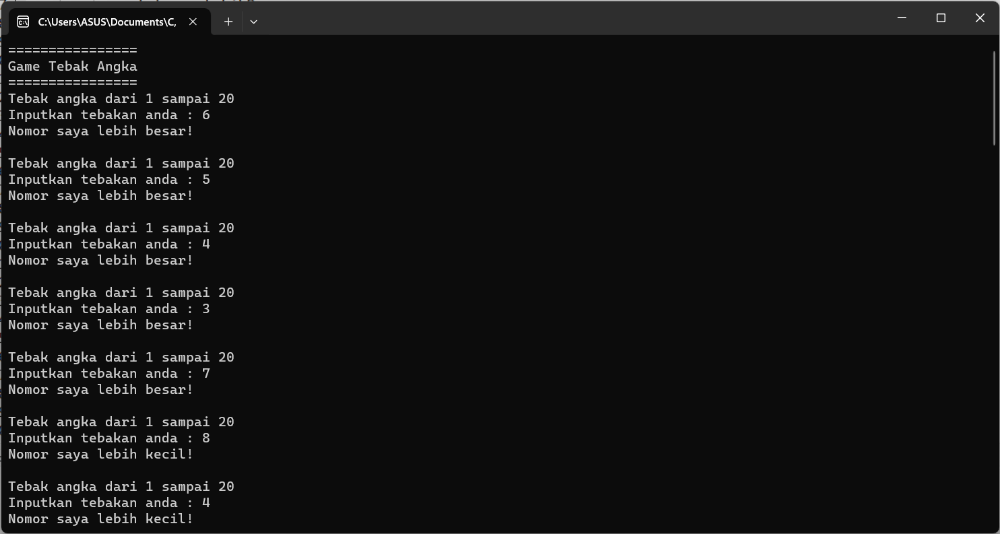 C:\Users\ASUS\Documents\C,
================
Game Tebak Angka
================
Tebak angka dari 1 sampai 20
Inputkan tebakan anda : 6
Nomor saya lebih besar!
Tebak angka dari 1 sampai 20
Inputkan tebakan anda : 5
Nomor saya lebih besar!
Tebak angka dari 1 sampai 20
Inputkan tebakan anda : 4
Nomor saya lebih besar!
Tebak angka dari 1 sampai 20
Inputkan tebakan anda : 3
Nomor saya lebih besar!
Tebak angka dari 1 sampai 20
Inputkan tebakan anda : 7
Nomor saya lebih besar!
Tebak angka dari 1 sampai 20
Inputkan tebakan anda : 8
Nomor saya lebih kecil!
Tebak angka dari 1 sampai 20
Inputkan tebakan anda : 4
Nomor saya lebih kecil!